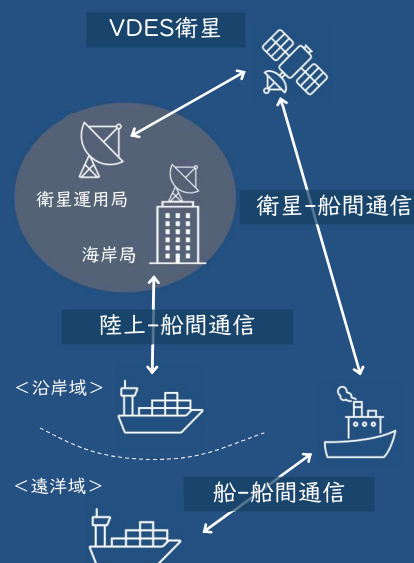 VDES衛星
衛星運用局
衛星-船間通信
海岸局
陸上-船間通信
<沿岸域>
<遠洋域>
船-船間通信